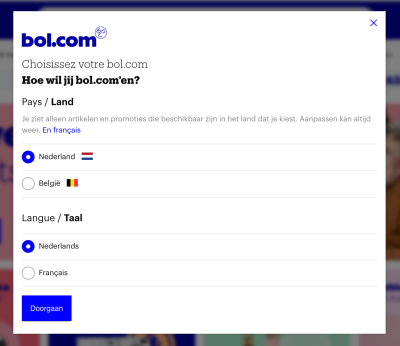 bol.com
Choisissez votre bol.com
Hoe wil jij bol.com'en?
Pays / Land
Je ziet alleen artikelen en promoties die beschikbaar zijn in het land dat je kiest. Aanpassen kan altijd
weer. En français
Nederland
België
Langue / Taal
Nederlands
Français
Doorgaan